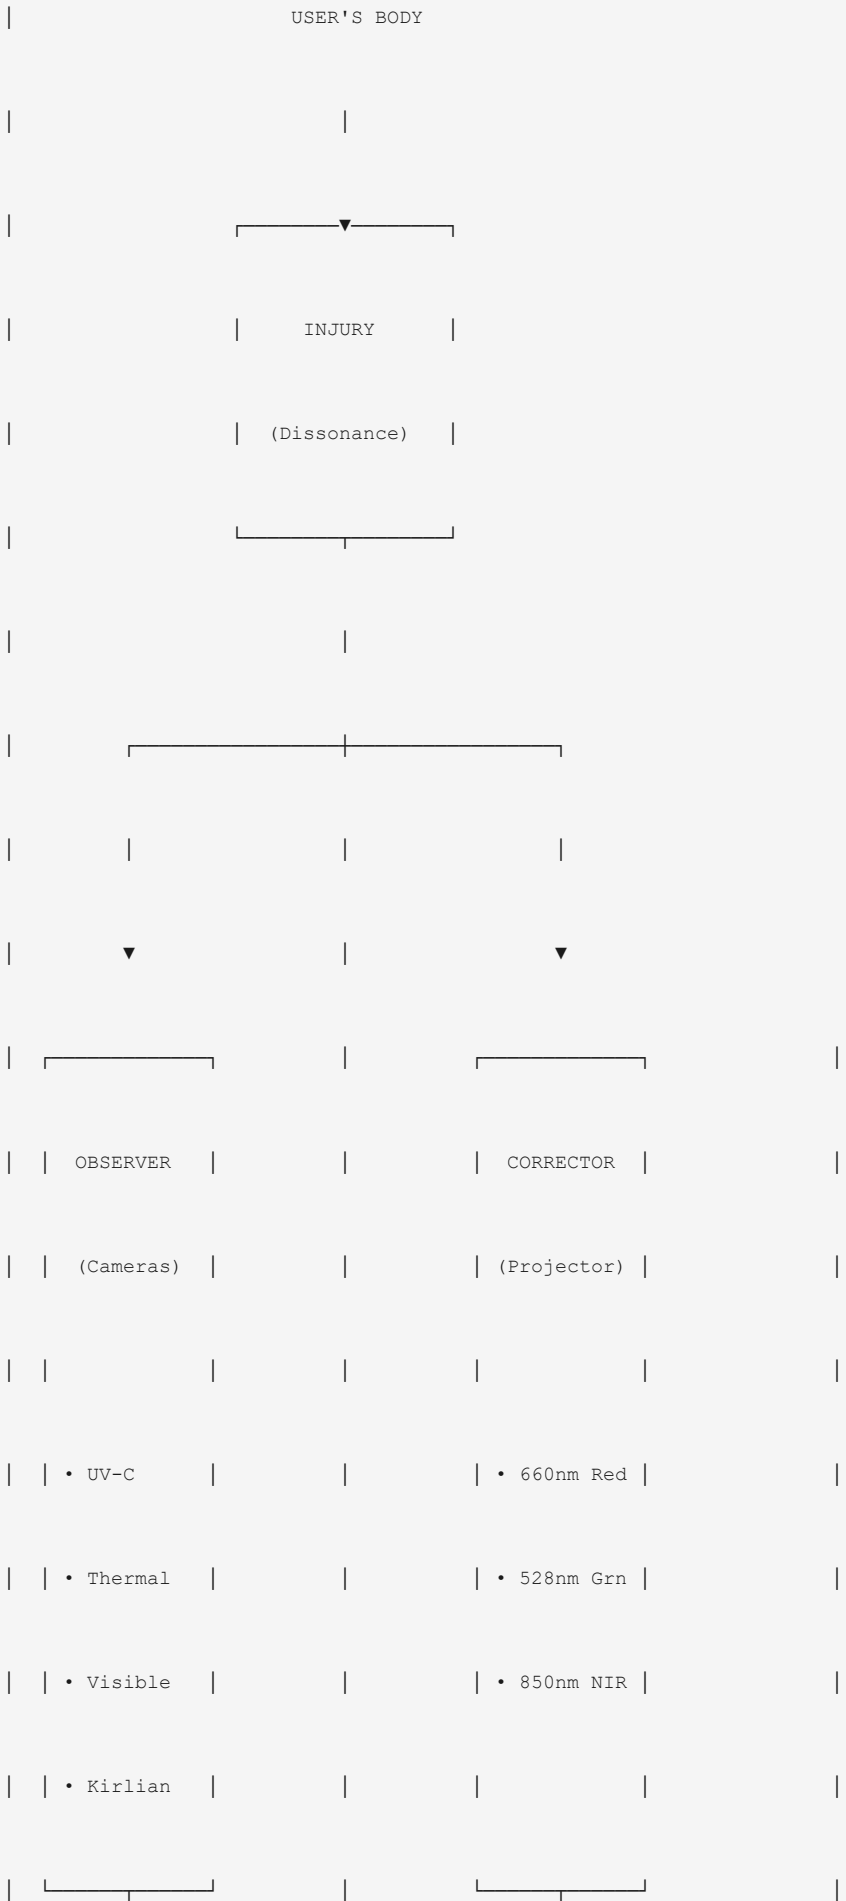 USER'S BODY
INJURY
(Dissonance)
OBSERVER CORRECTOR
(Cameras) (Projector)
• UV-C • 660nm Red
• Thermal • 528nm Grn
• Visible • 850nm NIR
• Kirlian